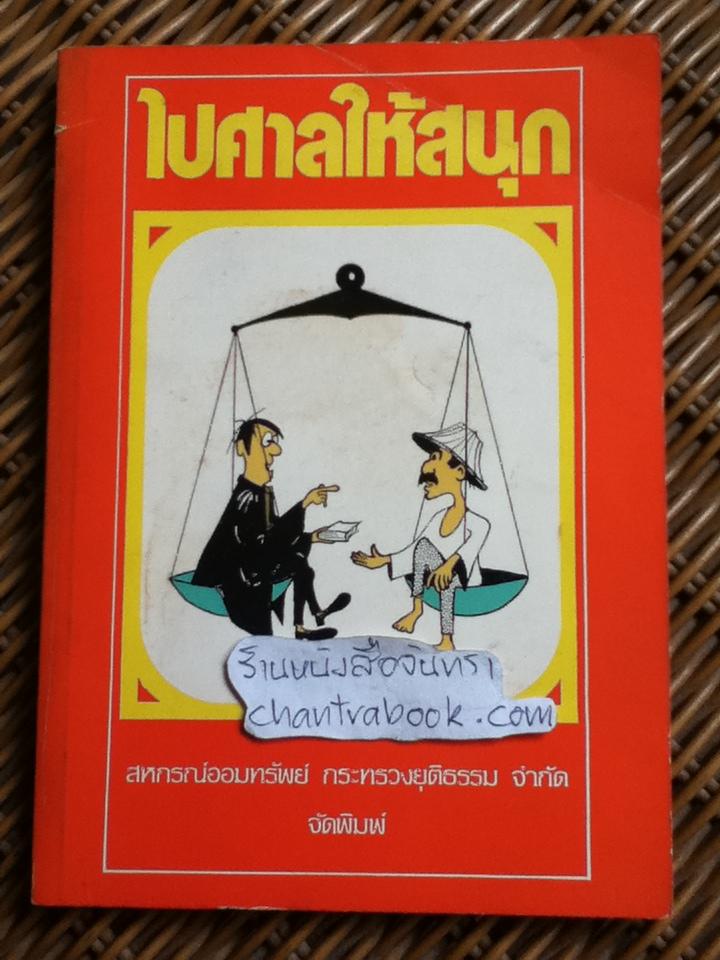 ไปศาลให้สนุก
ร้านหนังสือจันทรา
chantrabook.com
สหกรณ์ออมทรัพย์ กระทรวงยุติธรรม จำกัด
จัดพิมพ์